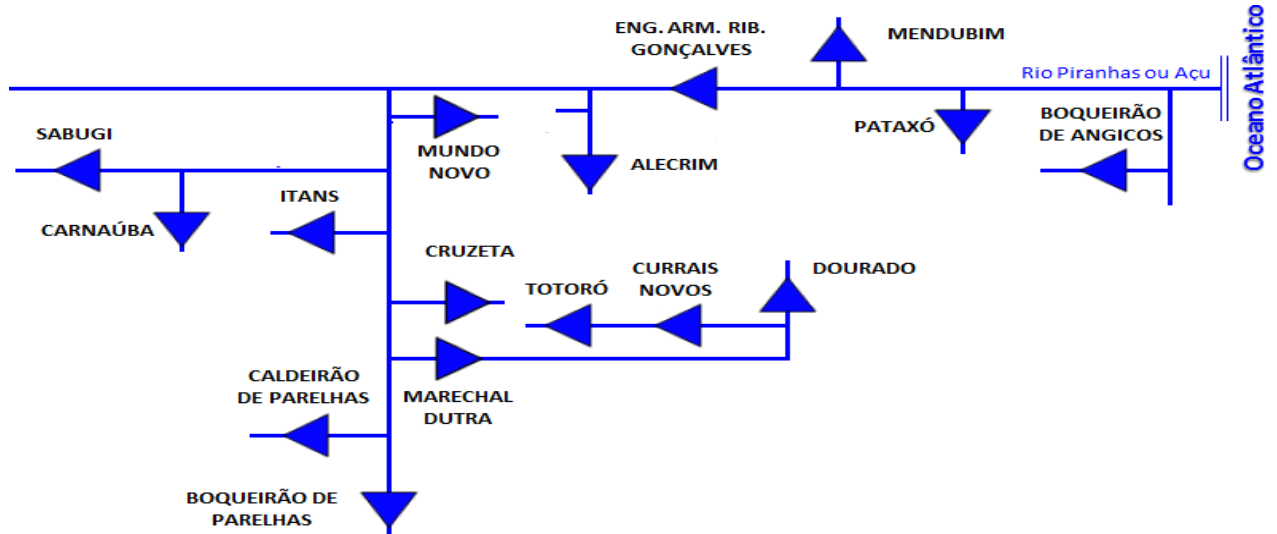 ENG. ARM. RIB.
GONÇALVES
MENDUBIM
Oceano Atlântico
Rio Piranhas ou Açu
SABUGI
MUNDO
NOVO
ALECRIM
PATAXÓ
BOQUEIRÃO
DE ANGICOS
CARNAÚBA
ITANS
CRUZETA
TOTORÓ
CURRAIS
NOVOS
DOURADO
CALDEIRÃO
DE PARELHAS
MARECHAL
DUTRA
BOQUEIRÃO DE
PARELHAS